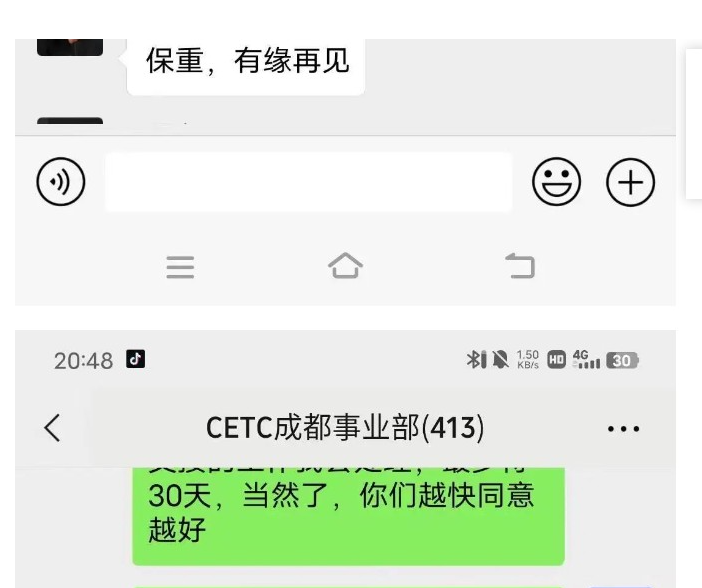 保重，有缘再见
20:48
1.50 KB/s HD 4G 30
CETC成都事业部(413)
30天，当然了，你们越快同意
越好